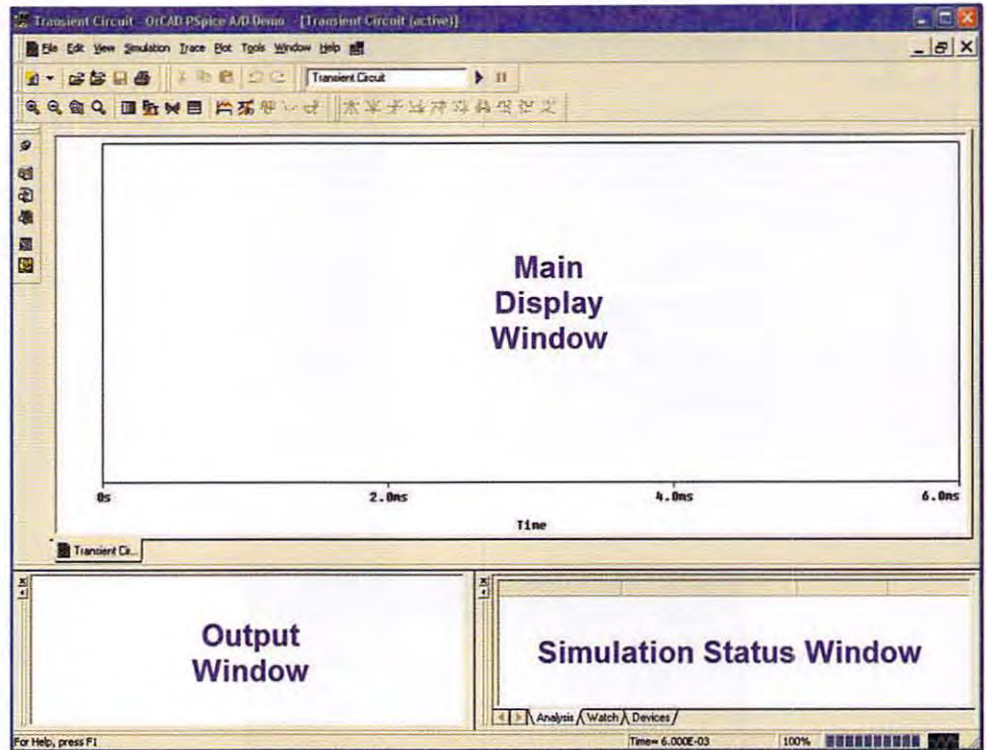 Transient Circuit - OrCAD PSpice A/D Demo - [Transient Circuit (active)]
File Edit View Simulation Trace Plot Tools Window Help
Transient Circuit
Main
Display
Window
0s 2.0ms 4.0ms 6.0ms
Time
Transient Cir...
Output
Window
Simulation Status Window
Analysis Watch Devices
For Help, press F1 Time= 6.000E-03 100%